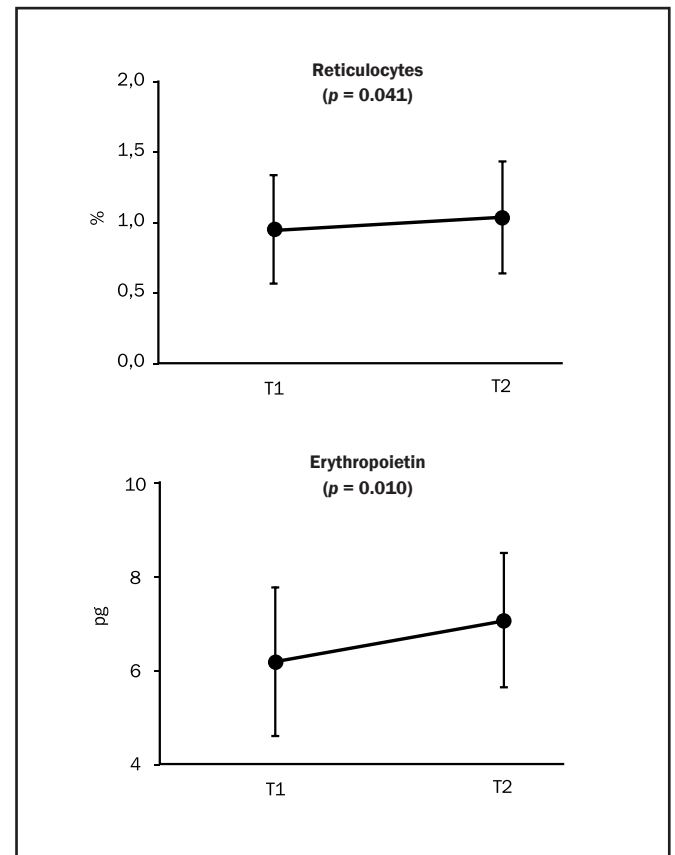 Reticulocytes
(p = 0.041)
2,0
1,5
1,0
0,5
0,0
%
T1
T2
Erythropoietin
(p = 0.010)
10
8
6
4
pg
T1
T2